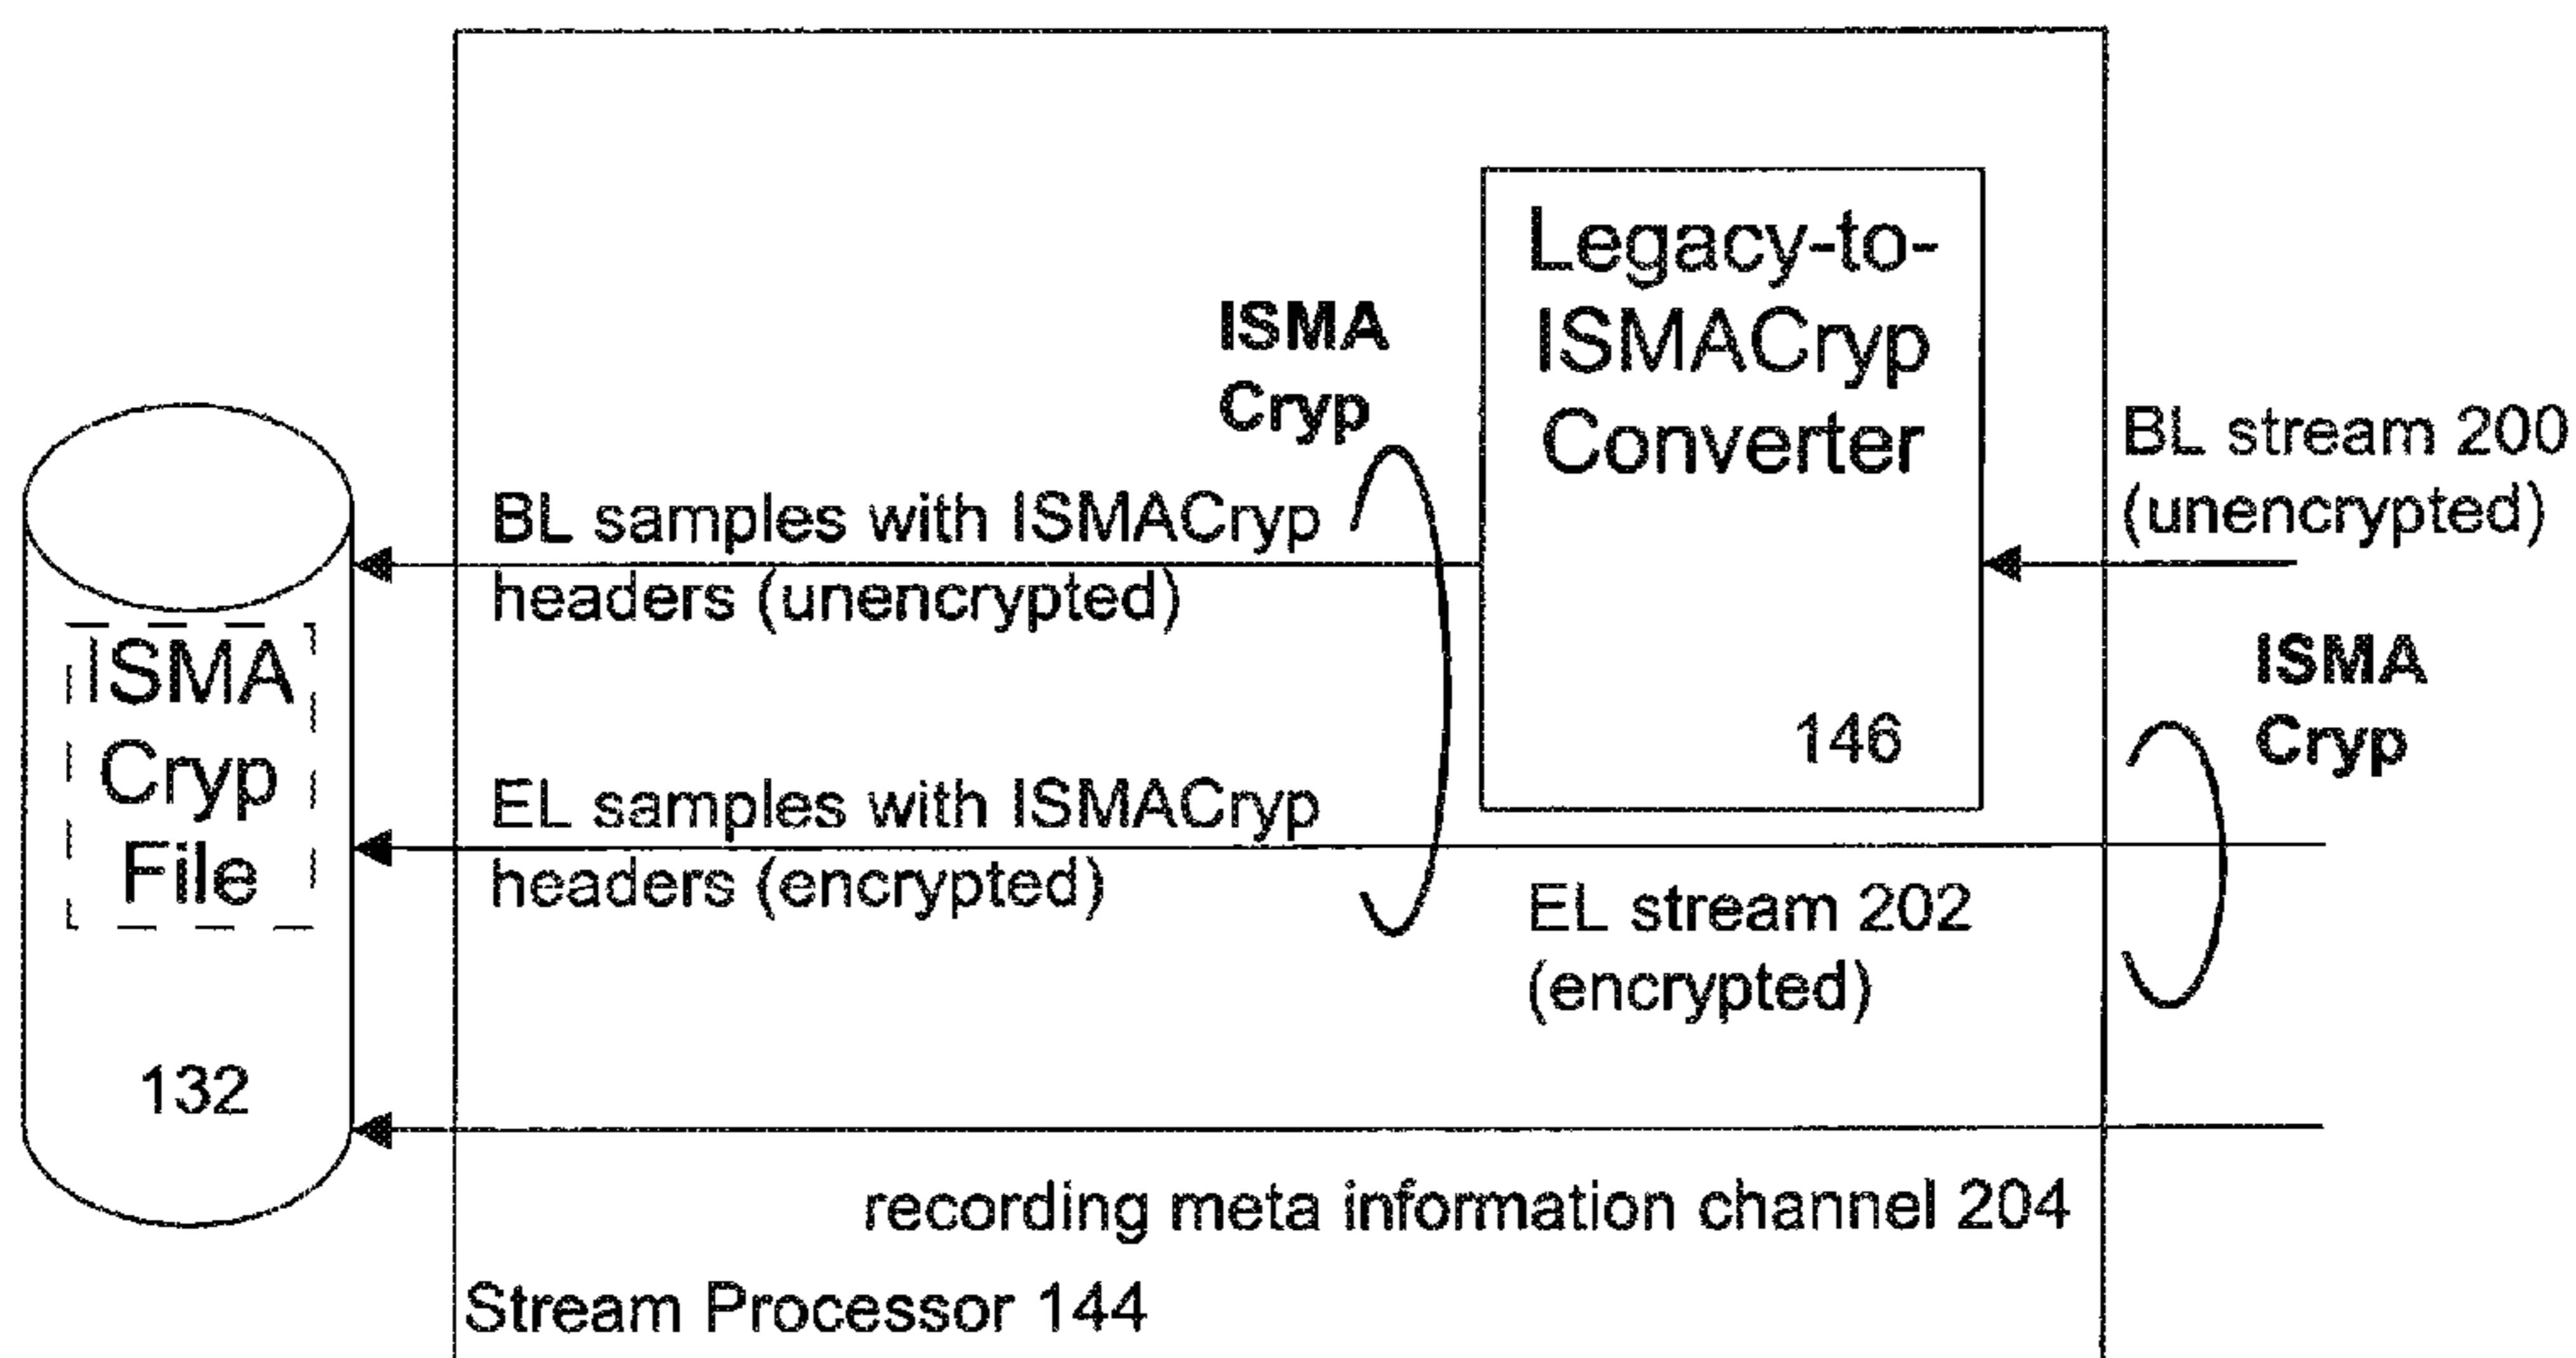 Legacy-to-
ISMACryp
Converter
146
ISMA
Cryp
BL stream 200
(unencrypted)
BL samples with ISMACryp
headers (unencrypted)
ISMA
Cryp
File
132
ISMA
Cryp
EL samples with ISMACryp
headers (encrypted)
EL stream 202
(encrypted)
recording meta information channel 204
Stream Processor 144